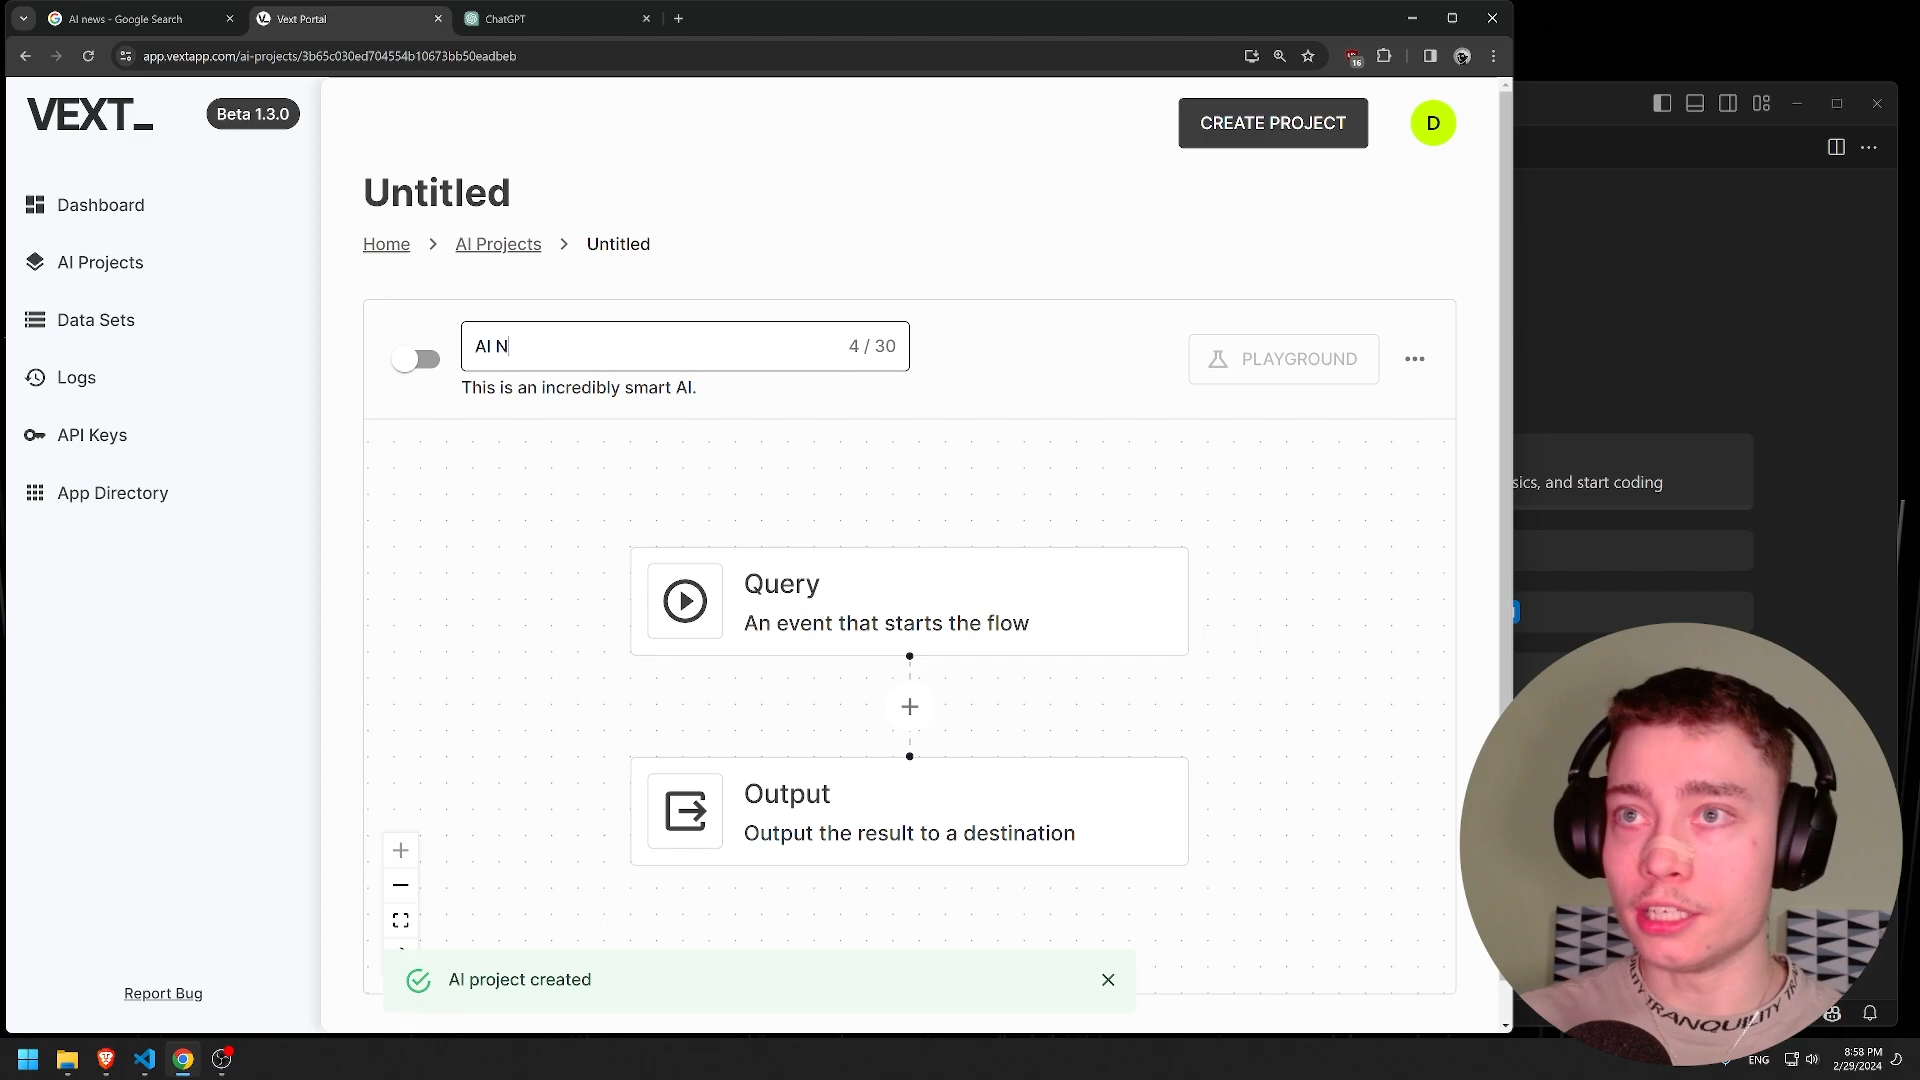 AI news - Google Search
Vext Portal
ChatGPT
app.vextapp.com/ai-projects/3b65c030ed704554b10673bb50eadbeb
16
VEXT_
Beta 1.3.0
CREATE PROJECT
D
Dashboard
AI Projects
Data Sets
Logs
API Keys
App Directory
Report Bug
Untitled
Home > AI Projects > Untitled
AI N
4 / 30
This is an incredibly smart AI.
PLAYGROUND
Query
An event that starts the flow
Output
Output the result to a destination
AI project created
sics, and start coding
TRANQUILITY
ENG
8:58 PM
2/29/2024